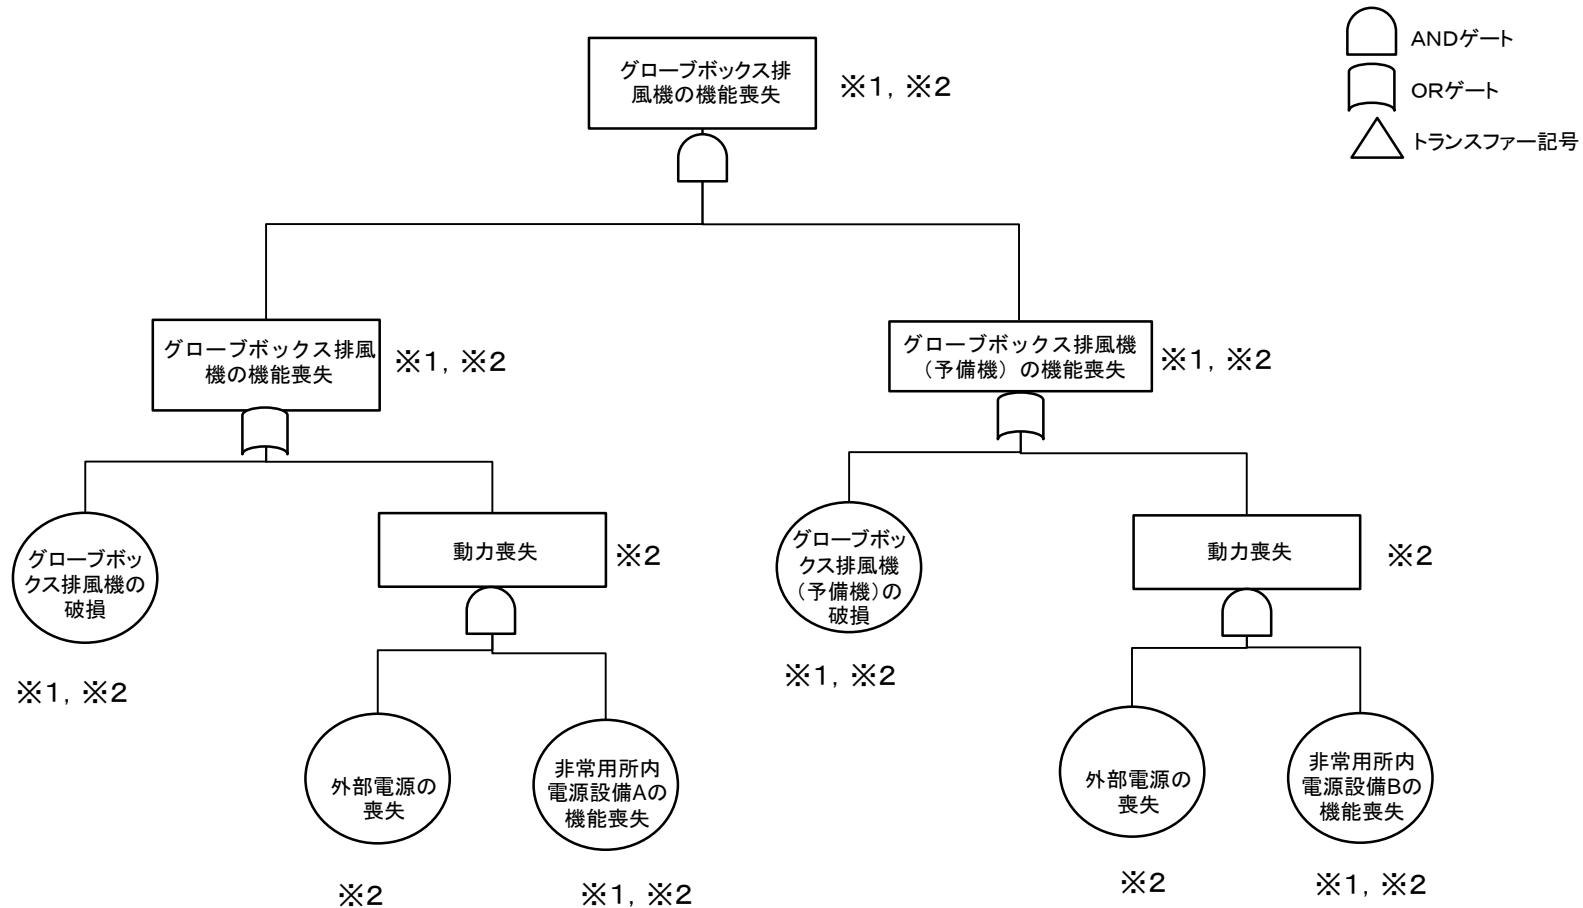 グローブボックス排
風機の機能喪失
※1，※2
ANDゲート
ORゲート
トランスファー記号
グローブボックス排風
機の機能喪失
※1，※2
グローブボックス排風機
（予備機）の機能喪失
※1，※2
グローブボッ
クス排風機の
破損
※1，※2
動力喪失
※2
グローブボッ
クス排風機
（予備機）の
破損
※1，※2
動力喪失
※2
外部電源の
喪失
※2
非常用所内
電源設備Aの
機能喪失
※1，※2
外部電源の
喪失
※2
非常用所内
電源設備Bの
機能喪失
※1，※2